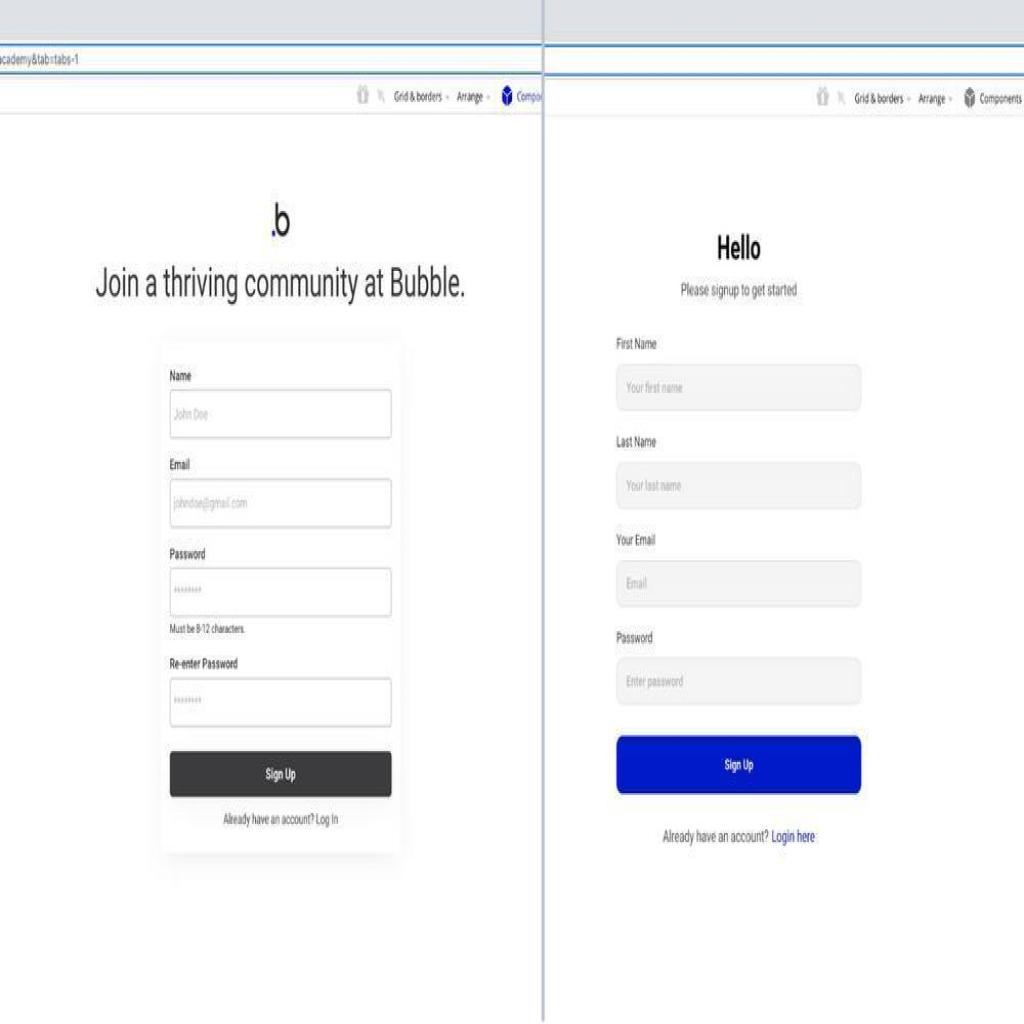 academy&tab=tabs-1
Grid & borders Arrange Compo
.b
Join a thriving community at Bubble.
Name
John Doe
Email
johndoe@gmail.com
Password
********
Must be 8-12 characters.
Re-enter Password
********
Sign Up
Already have an account? Log In
Grid & borders Arrange Components
Hello
Please signup to get started
First Name
Your first name
Last Name
Your last name
Your Email
Email
Password
Enter password
Sign Up
Already have an account? Login here